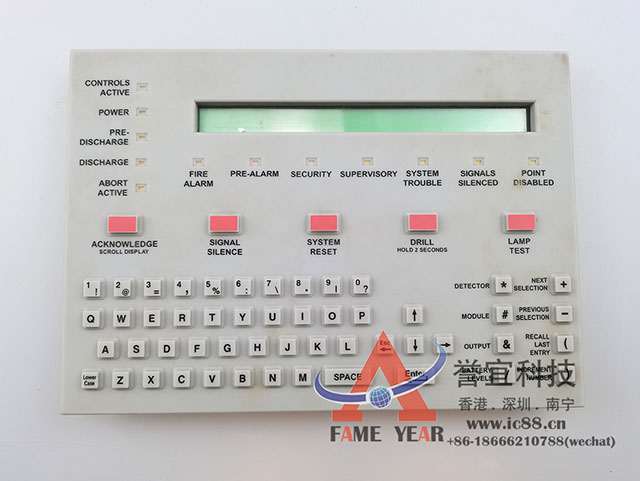 CONTROLS
ACTIVE
POWER
PRE-
DISCHARGE
DISCHARGE
ABORT
ACTIVE
FIRE
ALARM
PRE-ALARM
SECURITY
SUPERVISORY
SYSTEM
TROUBLE
SIGNALS
SILENCED
POINT
DISABLED
ACKNOWLEDGE
SCROLL DISPLAY
SIGNAL
SILENCE
SYSTEM
RESET
DRILL
HOLD 2 SECONDS
LAMP
TEST
1 ! 2 @ 3 = 4 , 5 % 6 : 7 \ 8 . 9 ! 0 ?
DETECTOR * NEXT
SELECTION +
Q W E R T Y U I O P ↑
MODULE # PREVIOUS
SELECTION −
A S D F G H J K L Esc ← ↓ →
OUTPUT & RECALL
LAST
ENTRY (
Lower
Case Z X C V B N M SPACE Enter
BATTERY
LEVELS / INCREMENT
NUMBER )
誉宜科技
香港.深圳.南宁
www.ic88.cn
FAME YEAR
+86-18666210788(wechat)